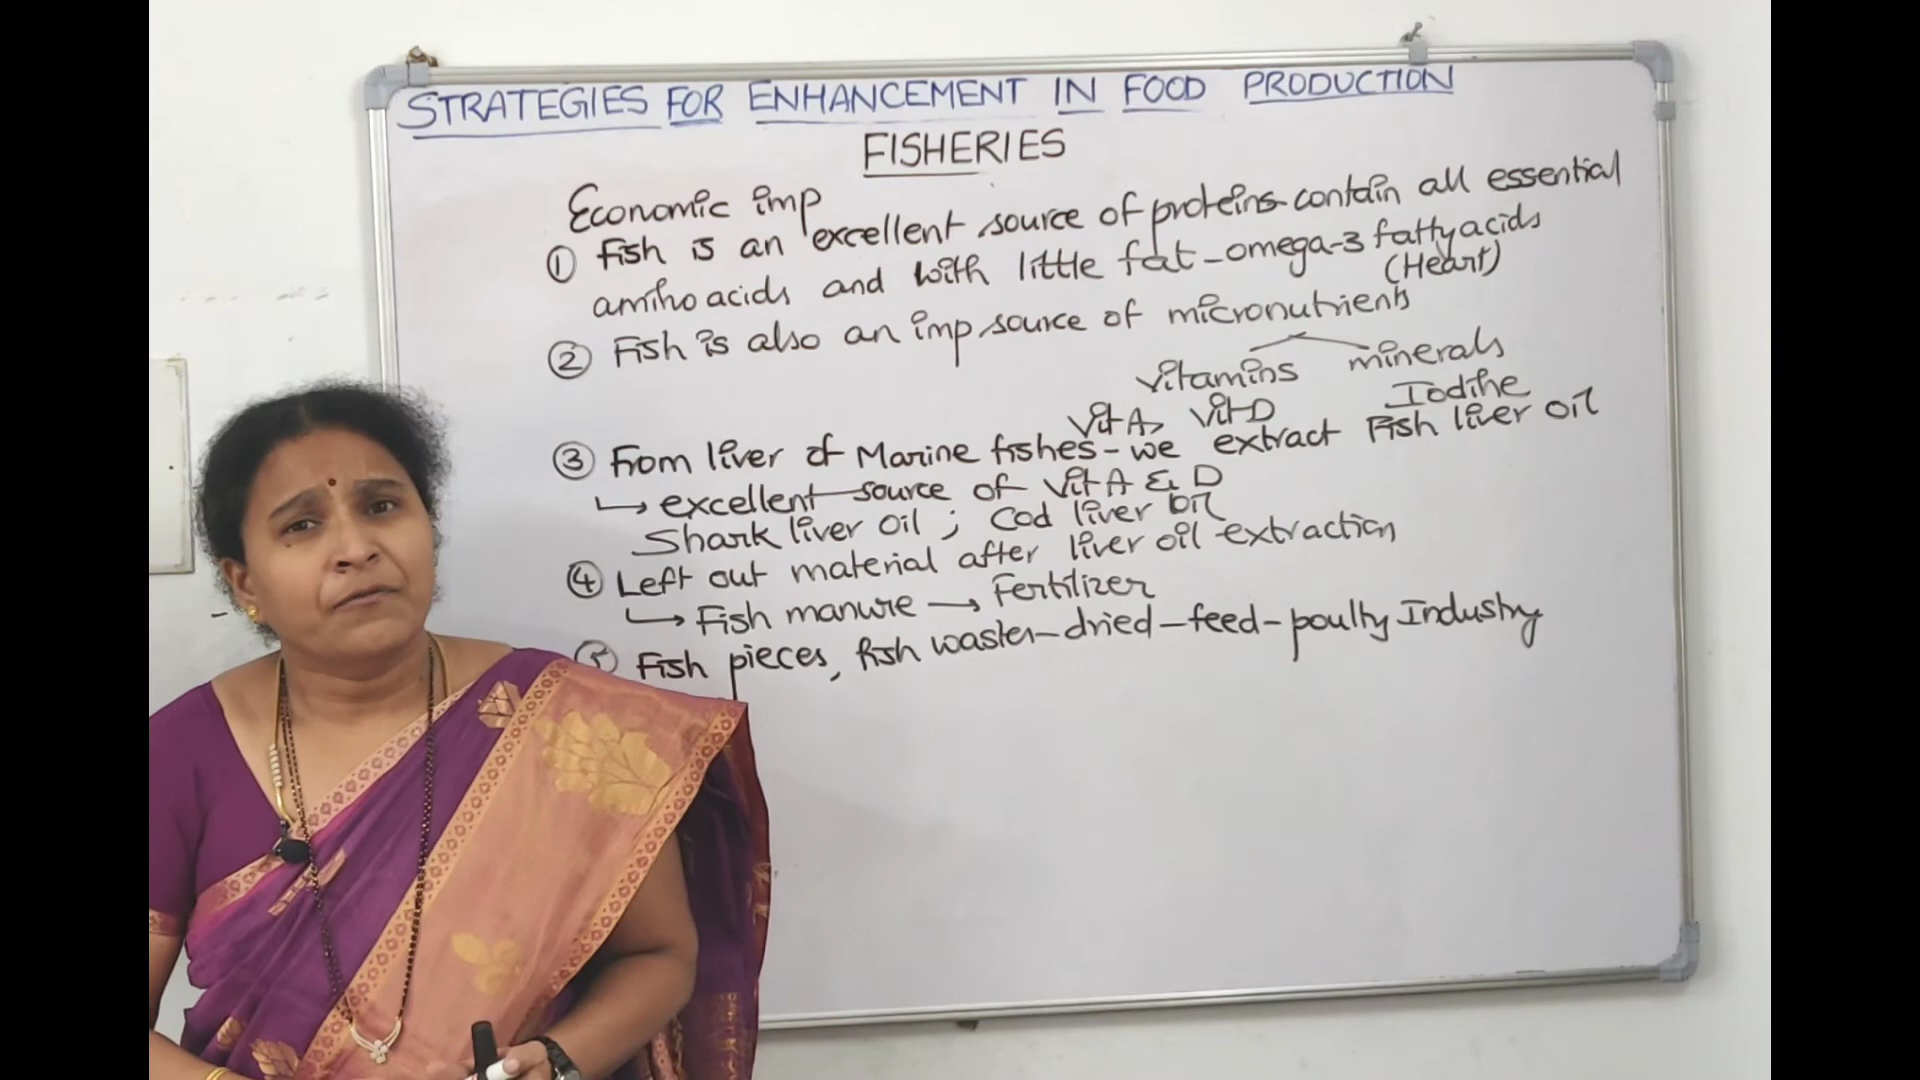 STRATEGIES FOR ENHANCEMENT IN FOOD PRODUCTION
FISHERIES
Economic imp
① Fish is an excellent source of proteins-contain all essential
amino acids and with little fat-omega-3 fatty acids
(Heart)
② Fish is also an imp source of micronutrients
vitamins minerals
Vit A, Vit D Iodine
③ From liver of Marine fishes-we extract Fish liver oil
↳ excellent source of Vit A & D
Shark liver oil ; Cod liver oil
④ Left out material after liver oil extraction
↳ Fish manure → Fertilizer
⑤ Fish pieces, fish wastes-dried-feed-poultry Industry